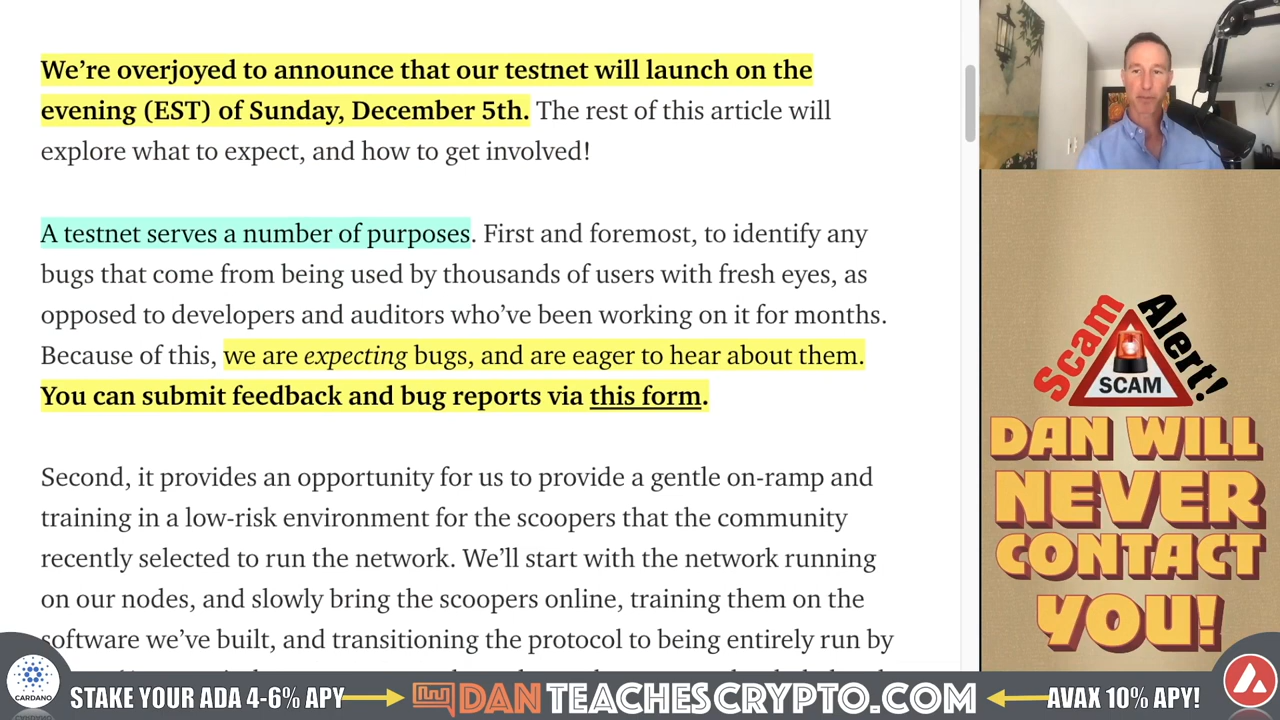 We’re overjoyed to announce that our testnet will launch on the
evening (EST) of Sunday, December 5th. The rest of this article will
explore what to expect, and how to get involved!
A testnet serves a number of purposes. First and foremost, to identify any
bugs that come from being used by thousands of users with fresh eyes, as
opposed to developers and auditors who’ve been working on it for months.
Because of this, we are expecting bugs, and are eager to hear about them.
You can submit feedback and bug reports via this form.
Second, it provides an opportunity for us to provide a gentle on-ramp and
training in a low-risk environment for the scoopers that the community
recently selected to run the network. We’ll start with the network running
on our nodes, and slowly bring the scoopers online, training them on the
software we’ve built, and transitioning the protocol to being entirely run by
Scam Alert!
SCAM
DAN WILL
NEVER
CONTACT
YOU!
CARDANO
STAKE YOUR ADA 4-6% APY
DANTEACHESCRYPTO.COM
AVAX 10% APY!